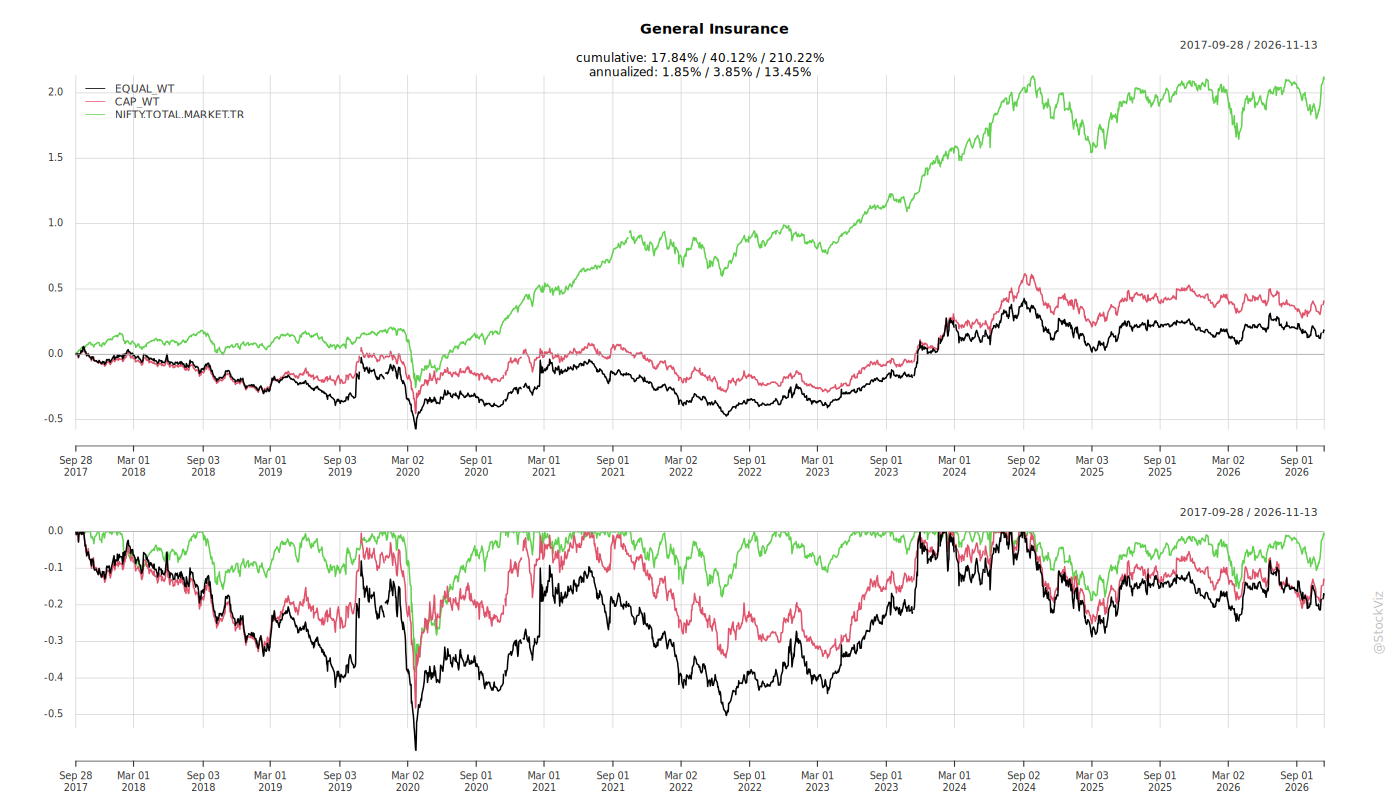 General Insurance
2017-09-28 / 2026-11-13
cumulative: 17.84% / 40.12% / 210.22%
annualized: 1.85% / 3.85% / 13.45%
EQUAL_WT
CAP_WT
NIFTY.TOTAL.MARKET.TR
2.0
1.5
1.0
0.5
0.0
-0.5
Sep 28 Mar 01 Sep 03 Mar 01 Sep 03 Mar 02 Sep 01 Mar 01 Sep 01 Mar 02 Sep 01 Mar 01 Sep 01 Mar 01 Sep 02 Mar 03 Sep 01 Mar 02 Sep 01
2017 2018 2018 2019 2019 2020 2020 2021 2021 2022 2022 2023 2023 2024 2024 2025 2025 2026 2026
2017-09-28 / 2026-11-13
0.0
-0.1
-0.2
-0.3
-0.4
-0.5
Sep 28 Mar 01 Sep 03 Mar 01 Sep 03 Mar 02 Sep 01 Mar 01 Sep 01 Mar 02 Sep 01 Mar 01 Sep 01 Mar 01 Sep 02 Mar 03 Sep 01 Mar 02 Sep 01
2017 2018 2018 2019 2019 2020 2020 2021 2021 2022 2022 2023 2023 2024 2024 2025 2025 2026 2026
@StockViz